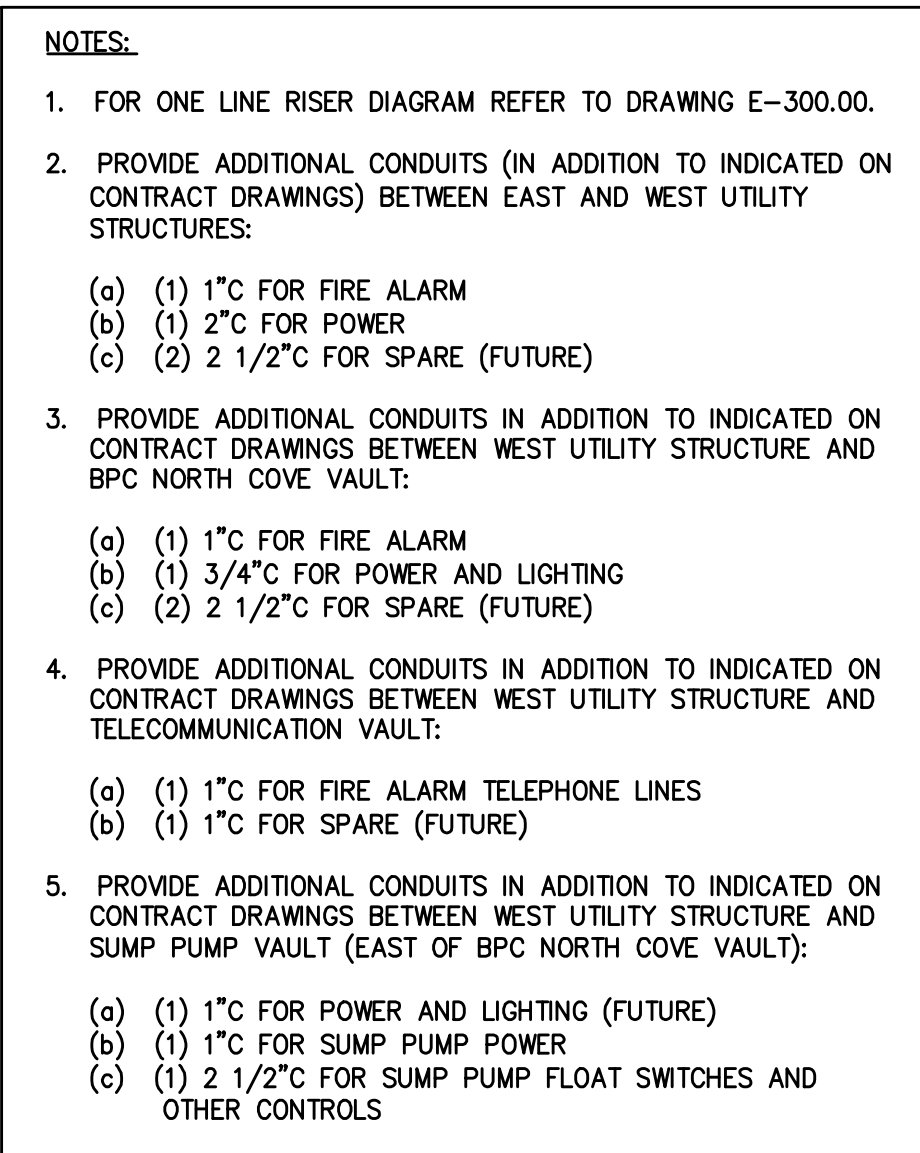 NOTES:
1. FOR ONE LINE RISER DIAGRAM REFER TO DRAWING E-300.00.
2. PROVIDE ADDITIONAL CONDUITS (IN ADDITION TO INDICATED ON
CONTRACT DRAWINGS) BETWEEN EAST AND WEST UTILITY
STRUCTURES:
(a) (1) 1"C FOR FIRE ALARM
(b) (1) 2"C FOR POWER
(c) (2) 2 1/2"C FOR SPARE (FUTURE)
3. PROVIDE ADDITIONAL CONDUITS IN ADDITION TO INDICATED ON
CONTRACT DRAWINGS BETWEEN WEST UTILITY STRUCTURE AND
BPC NORTH COVE VAULT:
(a) (1) 1"C FOR FIRE ALARM
(b) (1) 3/4"C FOR POWER AND LIGHTING
(c) (2) 2 1/2"C FOR SPARE (FUTURE)
4. PROVIDE ADDITIONAL CONDUITS IN ADDITION TO INDICATED ON
CONTRACT DRAWINGS BETWEEN WEST UTILITY STRUCTURE AND
TELECOMMUNICATION VAULT:
(a) (1) 1"C FOR FIRE ALARM TELEPHONE LINES
(b) (1) 1"C FOR SPARE (FUTURE)
5. PROVIDE ADDITIONAL CONDUITS IN ADDITION TO INDICATED ON
CONTRACT DRAWINGS BETWEEN WEST UTILITY STRUCTURE AND
SUMP PUMP VAULT (EAST OF BPC NORTH COVE VAULT):
(a) (1) 1"C FOR POWER AND LIGHTING (FUTURE)
(b) (1) 1"C FOR SUMP PUMP POWER
(c) (1) 2 1/2"C FOR SUMP PUMP FLOAT SWITCHES AND
OTHER CONTROLS